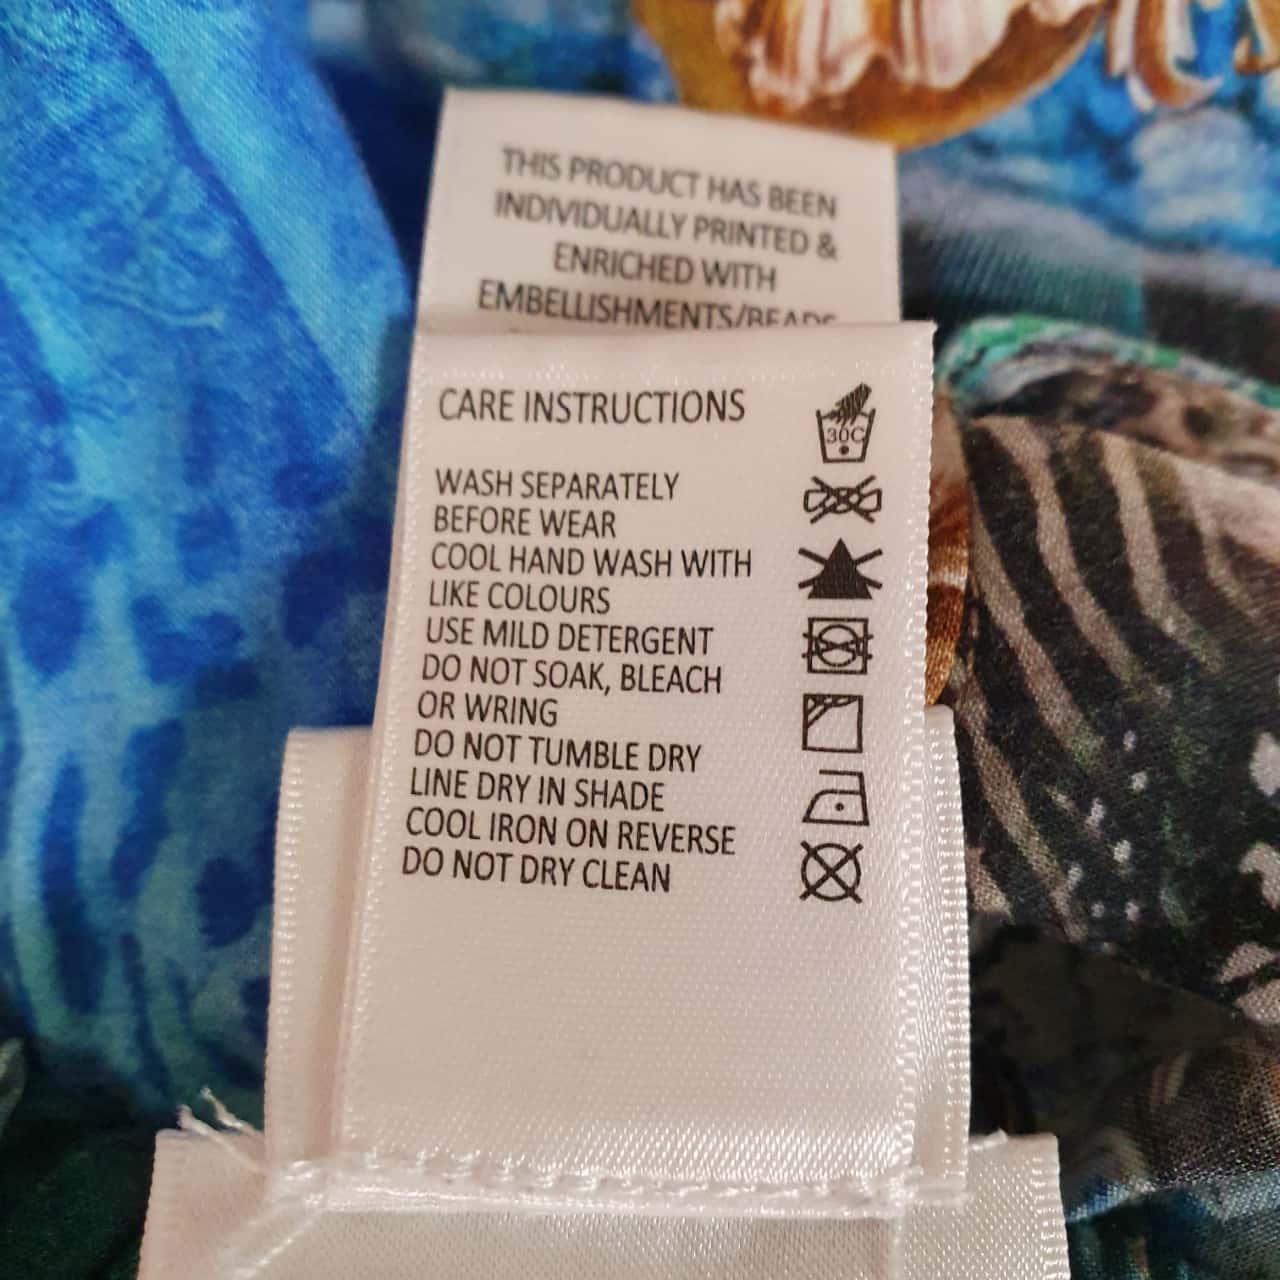 THIS PRODUCT HAS BEEN
INDIVIDUALLY PRINTED &
ENRICHED WITH
EMBELLISHMENTS/BEADS
CARE INSTRUCTIONS
30C
WASH SEPARATELY
BEFORE WEAR
COOL HAND WASH WITH
LIKE COLOURS
USE MILD DETERGENT
DO NOT SOAK, BLEACH
OR WRING
DO NOT TUMBLE DRY
LINE DRY IN SHADE
COOL IRON ON REVERSE
DO NOT DRY CLEAN